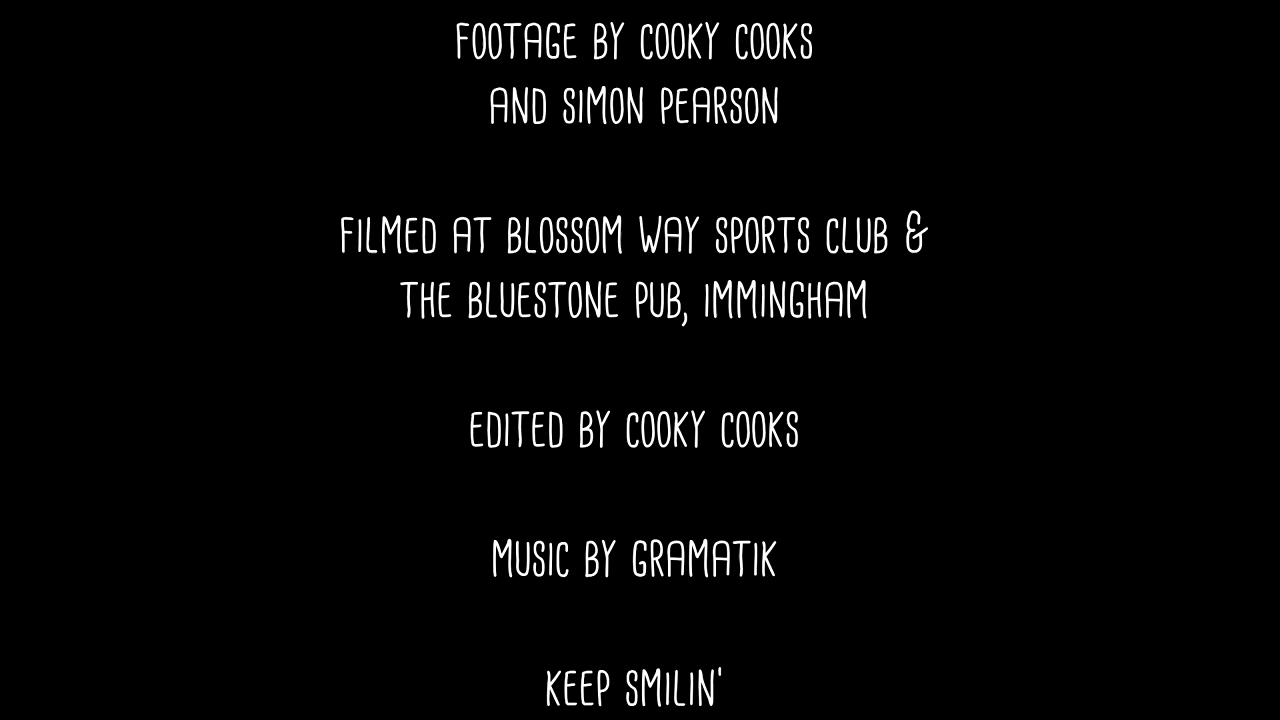 FOOTAGE BY COOKY COOKS
AND SIMON PEARSON
FILMED AT BLOSSOM WAY SPORTS CLUB &
THE BLUESTONE PUB, IMMINGHAM
EDITED BY COOKY COOKS
MUSIC BY GRAMATIK
KEEP SMILIN'